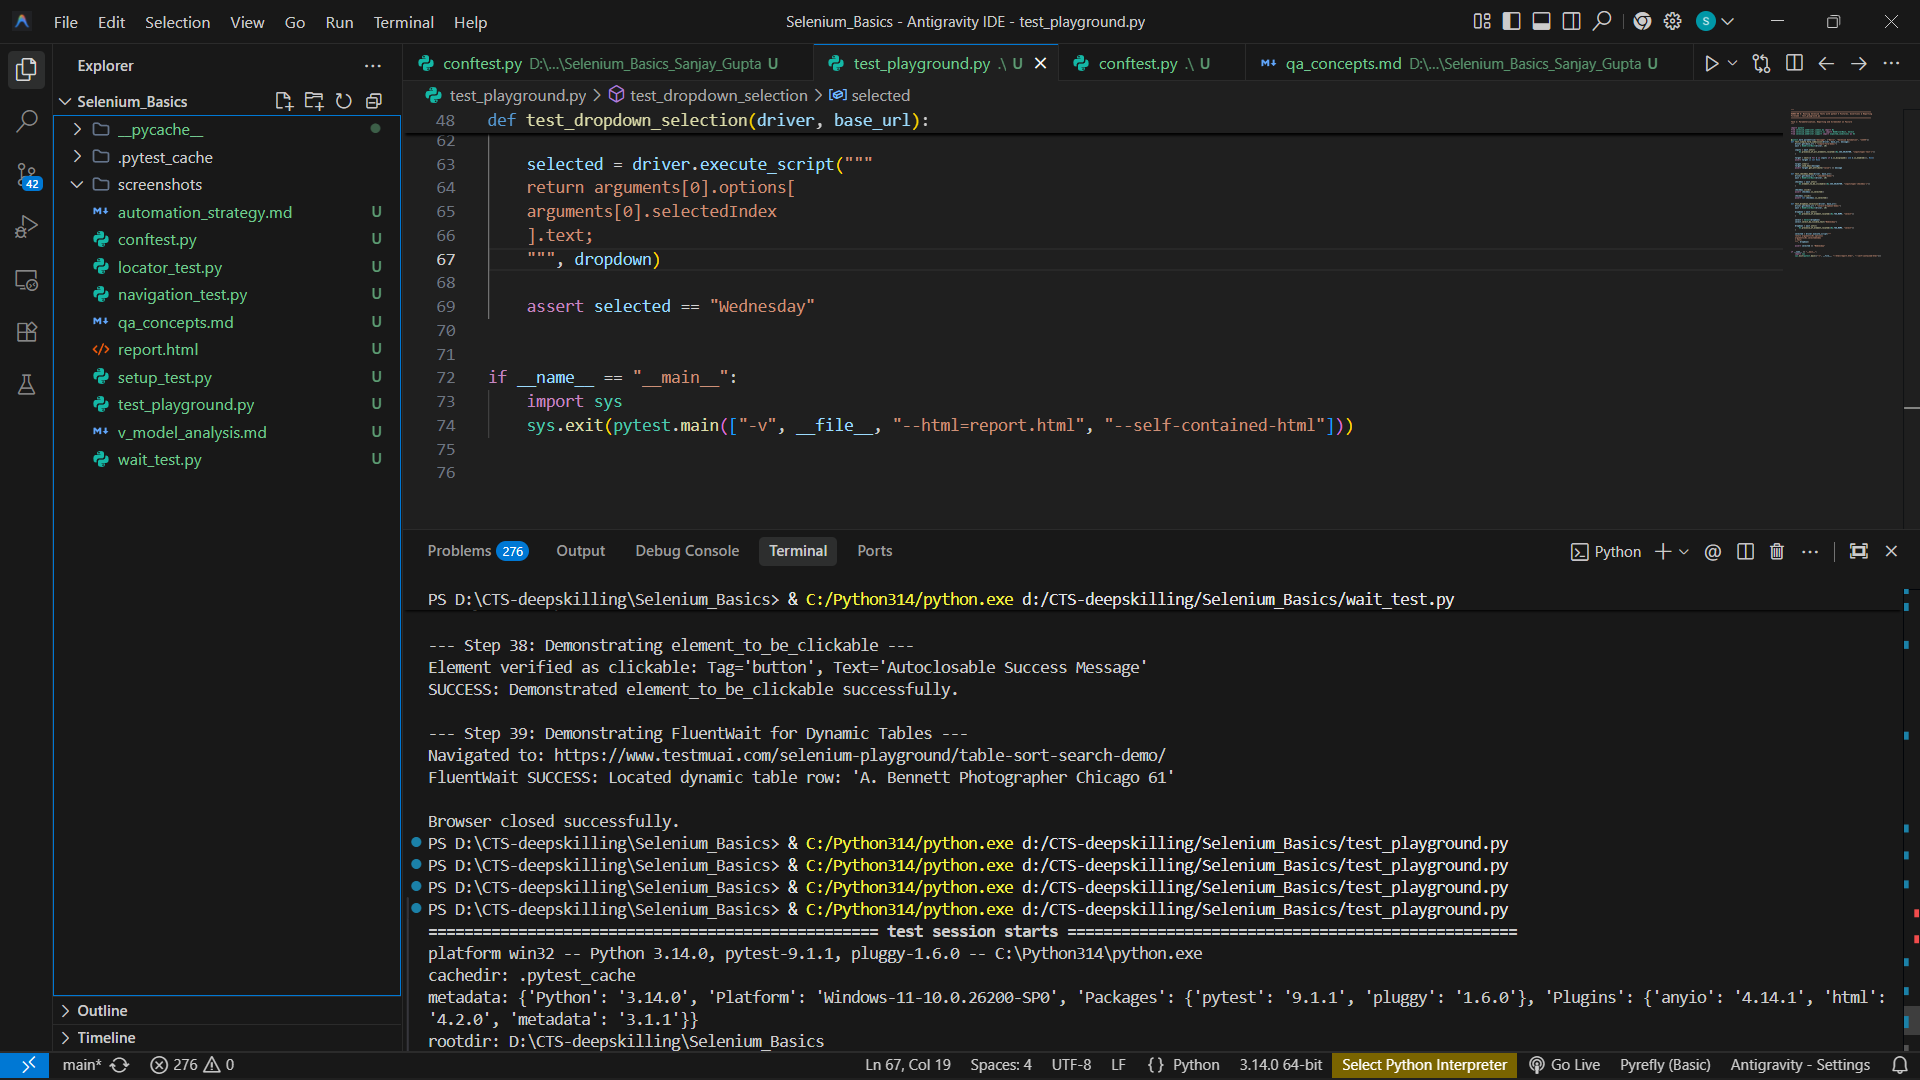 File Edit Selection View Go Run Terminal Help
Selenium_Basics - Antigravity IDE - test_playground.py
S
Explorer
Selenium_Basics
__pycache__
.pytest_cache
screenshots
automation_strategy.md U
conftest.py U
locator_test.py U
navigation_test.py U
qa_concepts.md U
report.html U
setup_test.py U
test_playground.py U
v_model_analysis.md U
wait_test.py U
42
Outline
Timeline
conftest.py D:\...\Selenium_Basics_Sanjay_Gupta U
test_playground.py .\ U
conftest.py .\ U
qa_concepts.md D:\...\Selenium_Basics_Sanjay_Gupta U
test_playground.py > test_dropdown_selection > selected
48 def test_dropdown_selection(driver, base_url):
62
63 selected = driver.execute_script("""
64 return arguments[0].options[
65 arguments[0].selectedIndex
66 ].text;
67 """, dropdown)
68
69 assert selected == "Wednesday"
70
71
72 if __name__ == "__main__":
73 import sys
74 sys.exit(pytest.main(["-v", __file__, "--html=report.html", "--self-contained-html"]))
75
76
Problems 276 Output Debug Console Terminal Ports
Python
PS D:\CTS-deepskilling\Selenium_Basics> & C:/Python314/python.exe d:/CTS-deepskilling/Selenium_Basics/wait_test.py
--- Step 38: Demonstrating element_to_be_clickable ---
Element verified as clickable: Tag='button', Text='Autoclosable Success Message'
SUCCESS: Demonstrated element_to_be_clickable successfully.
--- Step 39: Demonstrating FluentWait for Dynamic Tables ---
Navigated to: https://www.testmuai.com/selenium-playground/table-sort-search-demo/
FluentWait SUCCESS: Located dynamic table row: 'A. Bennett Photographer Chicago 61'
Browser closed successfully.
PS D:\CTS-deepskilling\Selenium_Basics> & C:/Python314/python.exe d:/CTS-deepskilling/Selenium_Basics/test_playground.py
PS D:\CTS-deepskilling\Selenium_Basics> & C:/Python314/python.exe d:/CTS-deepskilling/Selenium_Basics/test_playground.py
PS D:\CTS-deepskilling\Selenium_Basics> & C:/Python314/python.exe d:/CTS-deepskilling/Selenium_Basics/test_playground.py
PS D:\CTS-deepskilling\Selenium_Basics> & C:/Python314/python.exe d:/CTS-deepskilling/Selenium_Basics/test_playground.py
================================================== test session starts ==================================================
platform win32 -- Python 3.14.0, pytest-9.1.1, pluggy-1.6.0 -- C:\Python314\python.exe
cachedir: .pytest_cache
metadata: {'Python': '3.14.0', 'Platform': 'Windows-11-10.0.26200-SP0', 'Packages': {'pytest': '9.1.1', 'pluggy': '1.6.0'}, 'Plugins': {'anyio': '4.14.1', 'html':
'4.2.0', 'metadata': '3.1.1'}}
rootdir: D:\CTS-deepskilling\Selenium_Basics
main* 276 0 Ln 67, Col 19 Spaces: 4 UTF-8 LF {} Python 3.14.0 64-bit Select Python Interpreter Go Live Pyrefly (Basic) Antigravity - Settings